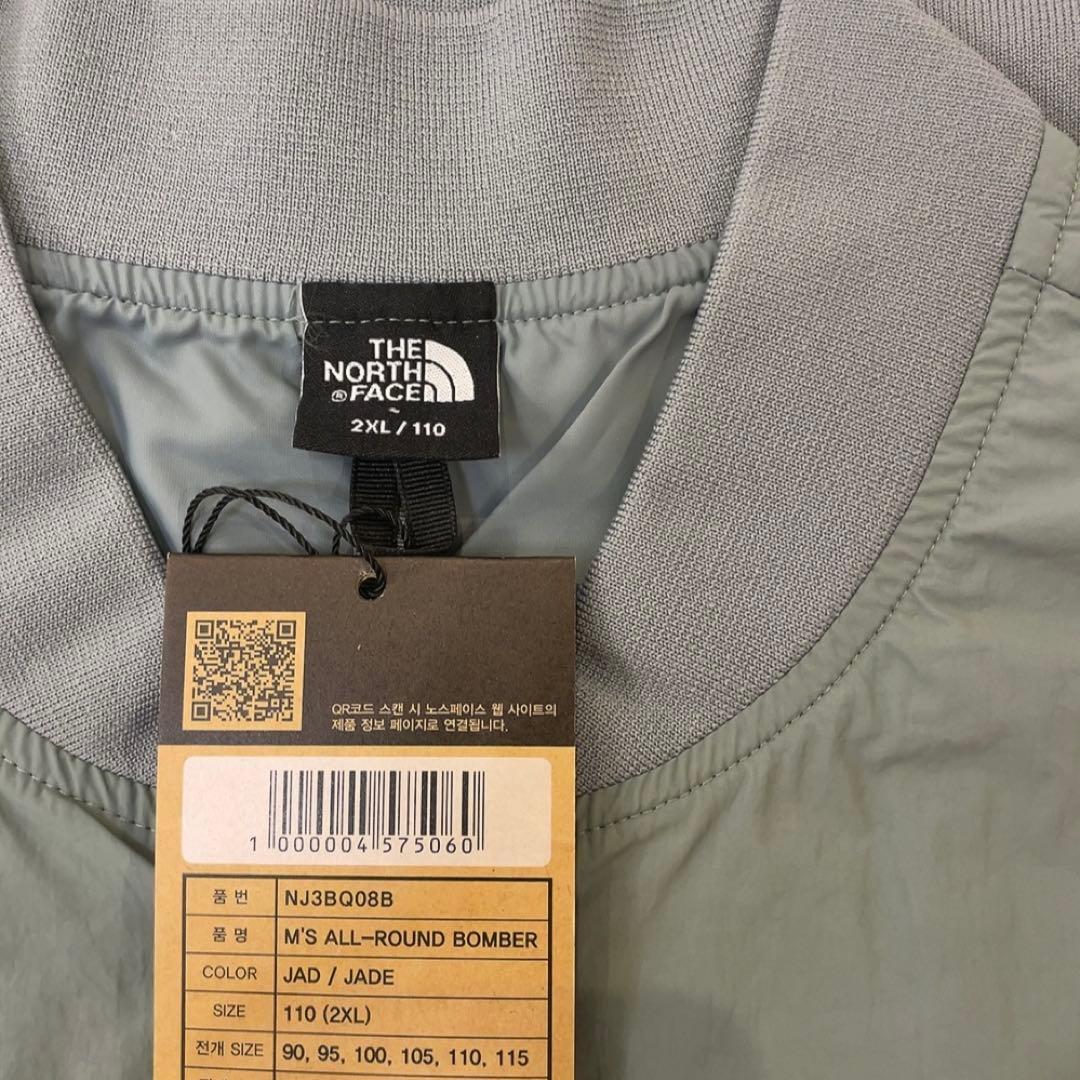 THE
NORTH
® FACE
2XL / 110
QR코드 스캔 시 노스페이스 웹 사이트의
제품 정보 페이지로 연결됩니다.
1 000004 575060
품 번 NJ3BQ08B
품 명 M'S ALL-ROUND BOMBER
COLOR JAD / JADE
SIZE 110 (2XL)
전개 SIZE 90, 95, 100, 105, 110, 115